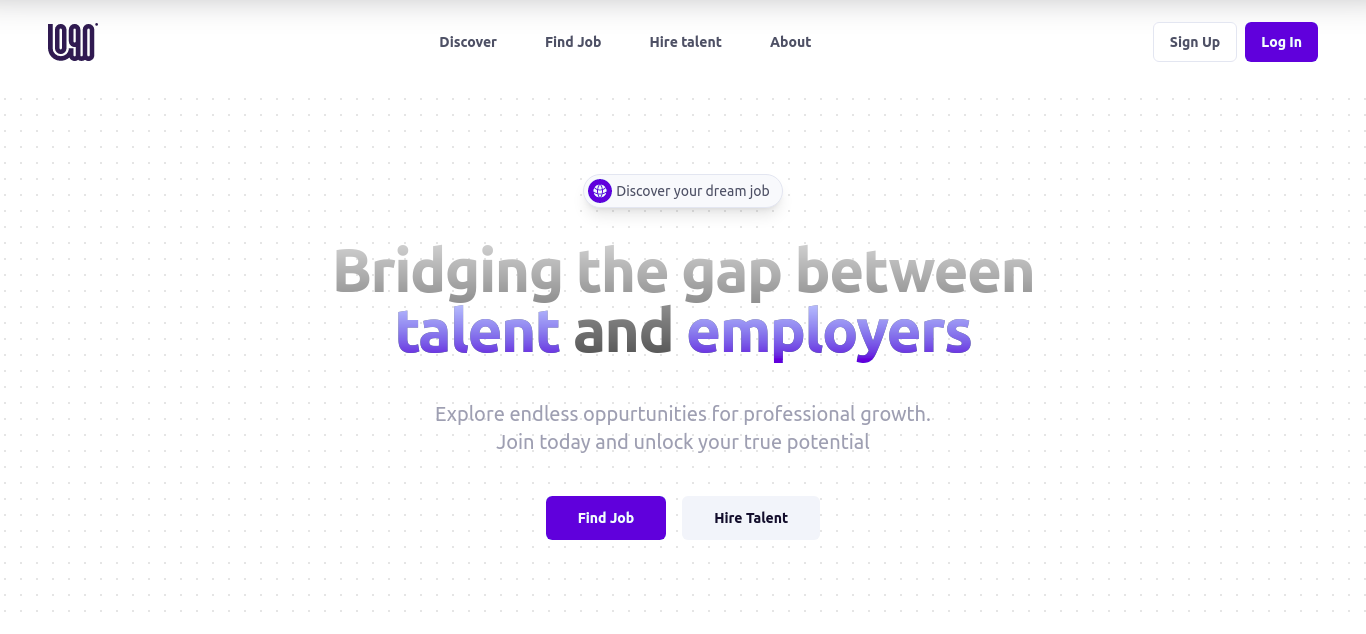 Discover
Find Job
Hire talent
About
Sign Up
Log In
Discover your dream job
Bridging the gap between
talent and employers
Explore endless oppurtunities for professional growth.
Join today and unlock your true potential
Find Job
Hire Talent